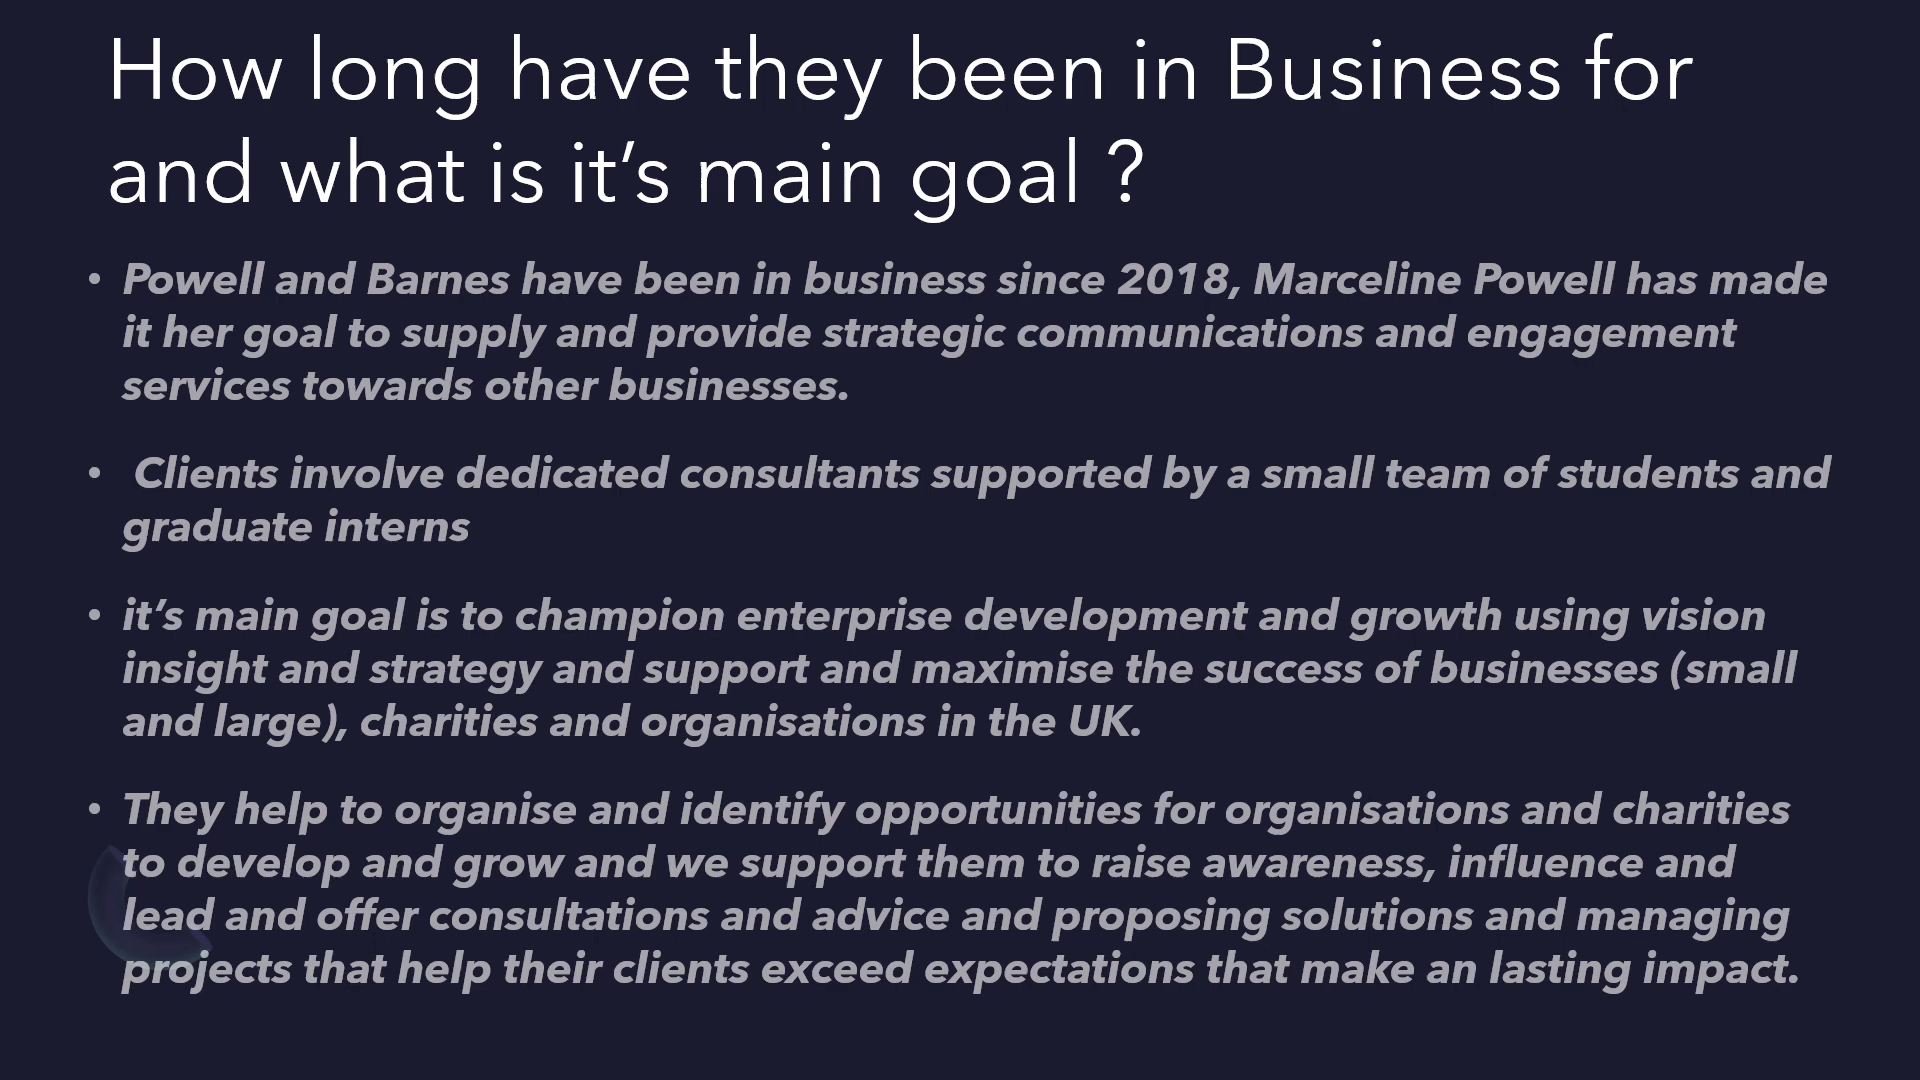 How long have they been in Business for
and what is it’s main goal ?
• Powell and Barnes have been in business since 2018, Marceline Powell has made
it her goal to supply and provide strategic communications and engagement
services towards other businesses.
• Clients involve dedicated consultants supported by a small team of students and
graduate interns
• it’s main goal is to champion enterprise development and growth using vision
insight and strategy and support and maximise the success of businesses (small
and large), charities and organisations in the UK.
• They help to organise and identify opportunities for organisations and charities
to develop and grow and we support them to raise awareness, influence and
lead and offer consultations and advice and proposing solutions and managing
projects that help their clients exceed expectations that make an lasting impact.